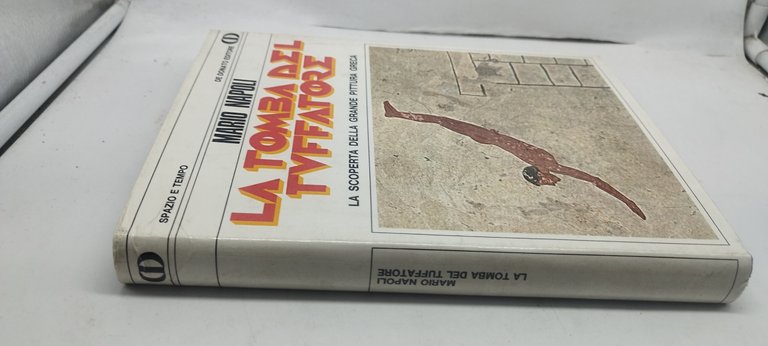 DE DONATO EDITORE
SPAZIO E TEMPO
MARIO NAPOLI
LA TOMBA DEL
TVFFATORE
LA SCOPERTA DELLA GRANDE PITTURA GRECA
MARIO NAPOLI
LA TOMBA DEL TUFFATORE